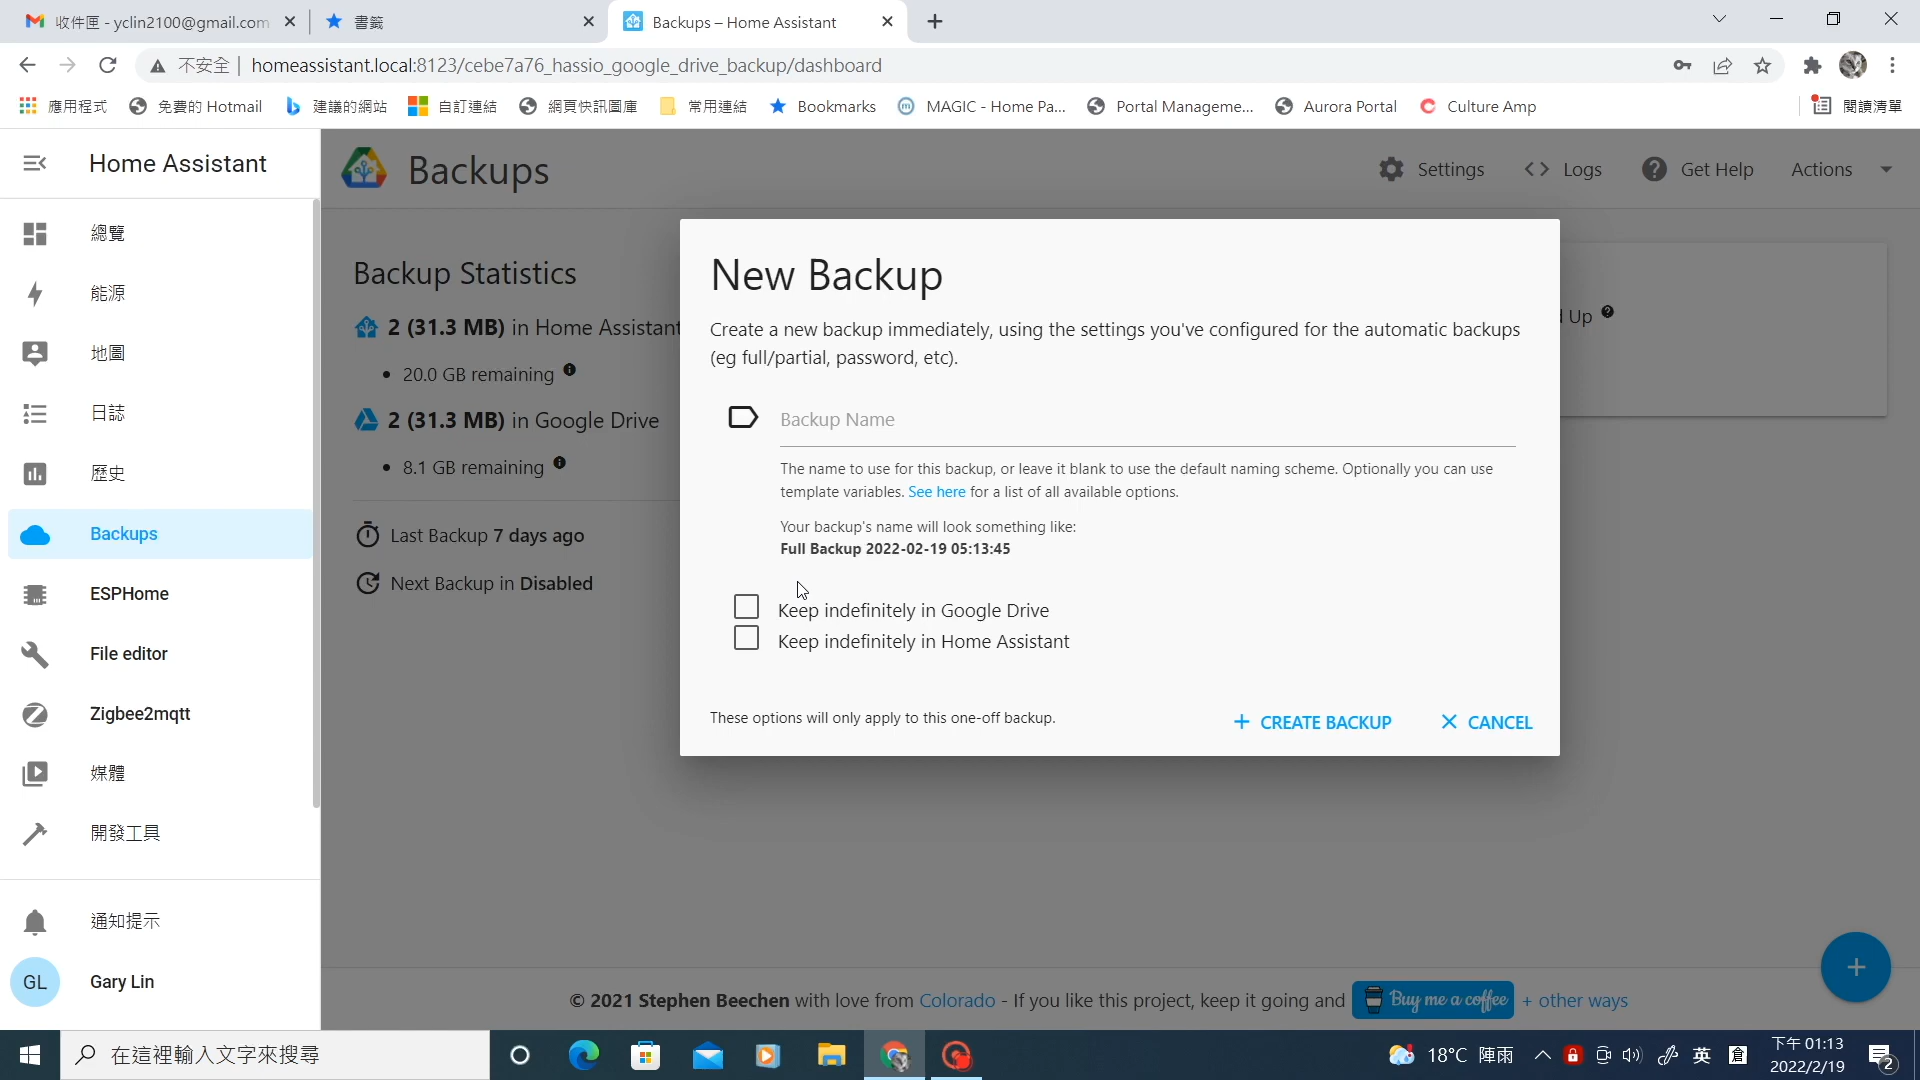 收件匣 - yclin2100@gmail.com
書籤
Backups – Home Assistant
不安全
homeassistant.local:8123/cebe7a76_hassio_google_drive_backup/dashboard
應用程式
免費的 Hotmail
建議的網站
自訂連結
網頁快訊圖庫
常用連結
Bookmarks
MAGIC - Home Pa...
Portal Manageme...
Aurora Portal
Culture Amp
閱讀清單
Home Assistant
Backups
Settings
Logs
Get Help
Actions
總覽
能源
地圖
日誌
歷史
Backups
ESPHome
File editor
Zigbee2mqtt
媒體
開發工具
通知提示
GL
Gary Lin
Backup Statistics
2 (31.3 MB) in Home Assistant
20.0 GB remaining
2 (31.3 MB) in Google Drive
8.1 GB remaining
Last Backup 7 days ago
Next Backup in Disabled
Up
New Backup
Create a new backup immediately, using the settings you've configured for the automatic backups
(eg full/partial, password, etc).
Backup Name
The name to use for this backup, or leave it blank to use the default naming scheme. Optionally you can use
template variables. See here for a list of all available options.
Your backup's name will look something like:
Full Backup 2022-02-19 05:13:45
Keep indefinitely in Google Drive
Keep indefinitely in Home Assistant
These options will only apply to this one-off backup.
CREATE BACKUP
CANCEL
© 2021 Stephen Beechen with love from Colorado - If you like this project, keep it going and
Buy me a coffee
+ other ways
在這裡輸入文字來搜尋
18°C 陣雨
英
倉
下午 01:13
2022/2/19
2